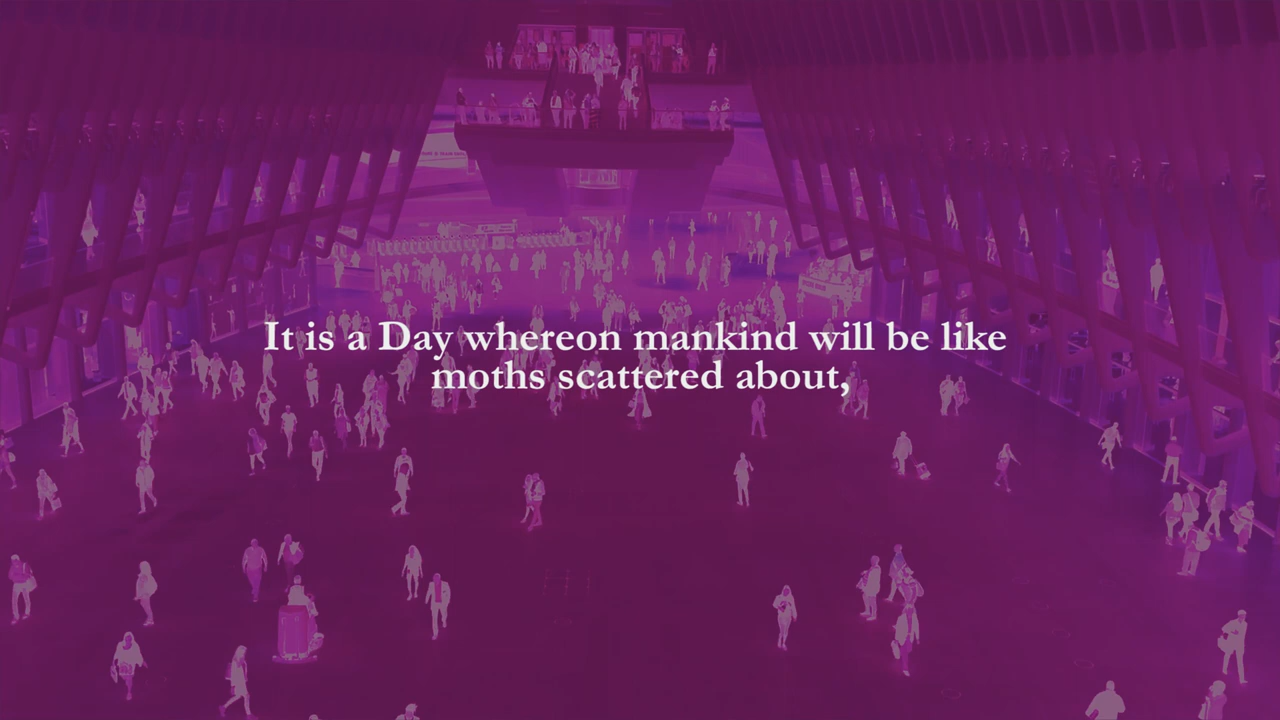 It is a Day whereon mankind will be like
moths scattered about,